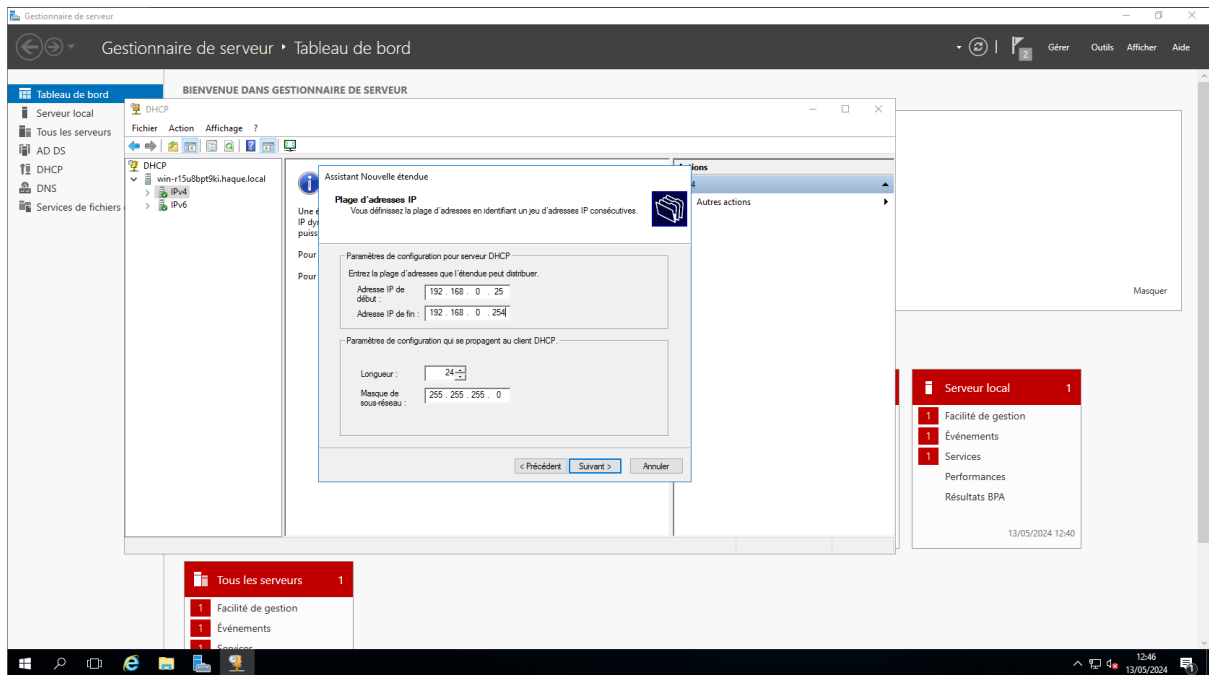 Gestionnaire de serveur
Gestionnaire de serveur ‣ Tableau de bord
2
Gérer
Outils
Afficher
Aide
Tableau de bord
Serveur local
Tous les serveurs
AD DS
DHCP
DNS
Services de fichiers
BIENVENUE DANS GESTIONNAIRE DE SERVEUR
DHCP
Fichier Action Affichage ?
DHCP
win-r15u8bpt9ki.haque.local
IPv4
IPv6
Une é
IP dy
puiss
Pour
Pour
Assistant Nouvelle étendue
Plage d'adresses IP
Vous définissez la plage d'adresses en identifiant un jeu d'adresses IP consécutives.
Paramètres de configuration pour serveur DHCP
Entrez la plage d'adresses que l'étendue peut distribuer.
Adresse IP de
début :
192 . 168 . 0 . 25
Adresse IP de fin :
192 . 168 . 0 . 254
Paramètres de configuration qui se propagent au client DHCP.
Longueur :
24
Masque de
sous-réseau :
255 . 255 . 255 . 0
< Précédent
Suivant >
Annuler
ions
4
Autres actions
Masquer
Serveur local 1
1 Facilité de gestion
1 Événements
1 Services
Performances
Résultats BPA
13/05/2024 12:40
Tous les serveurs 1
1 Facilité de gestion
1 Événements
1 Services
12:46
13/05/2024
1